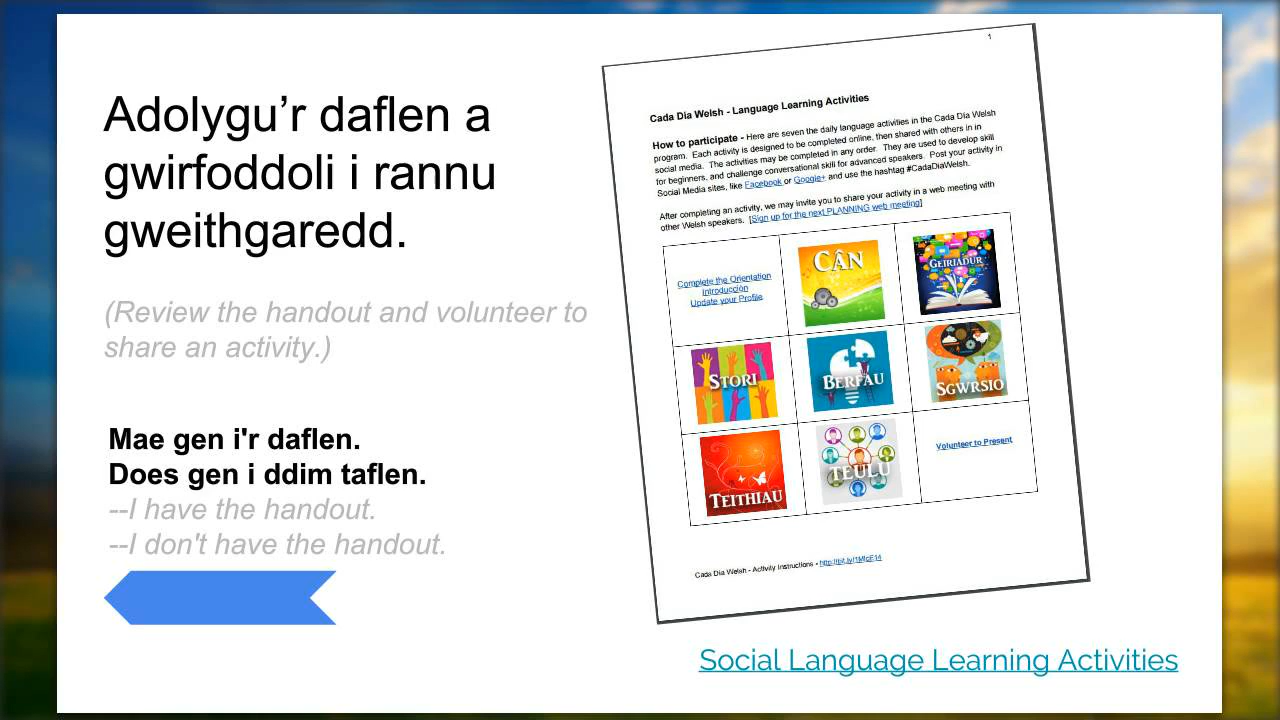 Adolygu’r daflen a
gwirfoddoli i rannu
gweithgaredd.
(Review the handout and volunteer to
share an activity.)
Mae gen i'r daflen.
Does gen i ddim taflen.
--I have the handout.
--I don't have the handout.
1
Cada Dia Welsh - Language Learning Activities
How to participate - Here are seven the daily language activities in the Cada Dia Welsh
program. Each activity is designed to be completed online, then shared with others in in
social media. The activities may be completed in any order. They are used to develop skill
for beginners, and challenge conversational skill for advanced speakers. Post your activity in
Social Media sites, like Facebook or Google+ and use the hashtag #CadaDiaWelsh.
After completing an activity, we may invite you to share your activity in a web meeting with
other Welsh speakers. [Sign up for the next PLANNING web meeting]
Complete the Orientation
Introducción
Update your Profile
CÂN
GEIRIADUR
STORI
BERFAU
SGWRSIO
TEITHIAU
TEULU
Volunteer to Present
Cada Dia Welsh - Activity Instructions -
Social Language Learning Activities